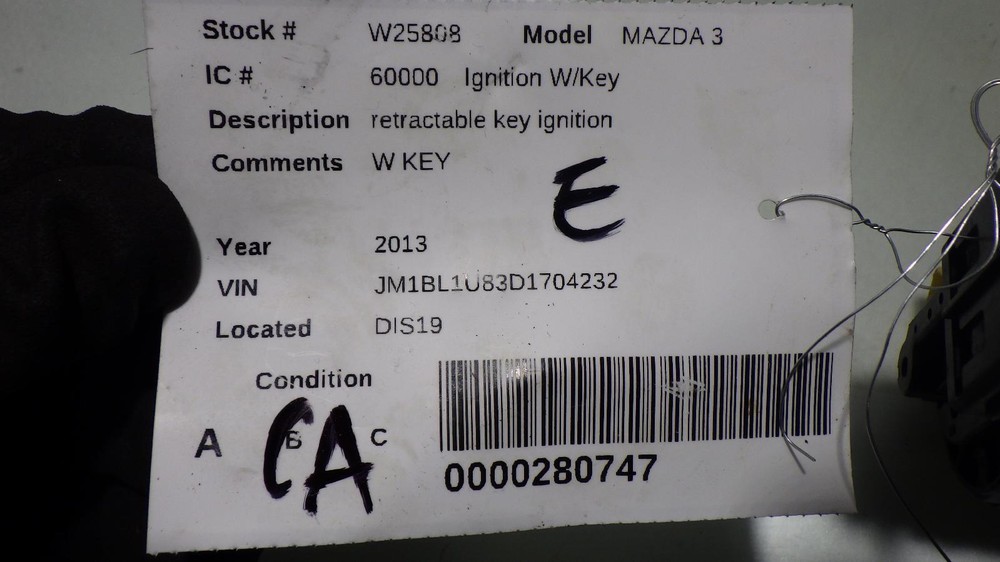 Stock # W25808 Model MAZDA 3
IC # 60000 Ignition W/Key
Description retractable key ignition
Comments W KEY
E
Year 2013
VIN JM1BL1U83D1704232
Located DIS19
Condition
A B C
CA
0000280747